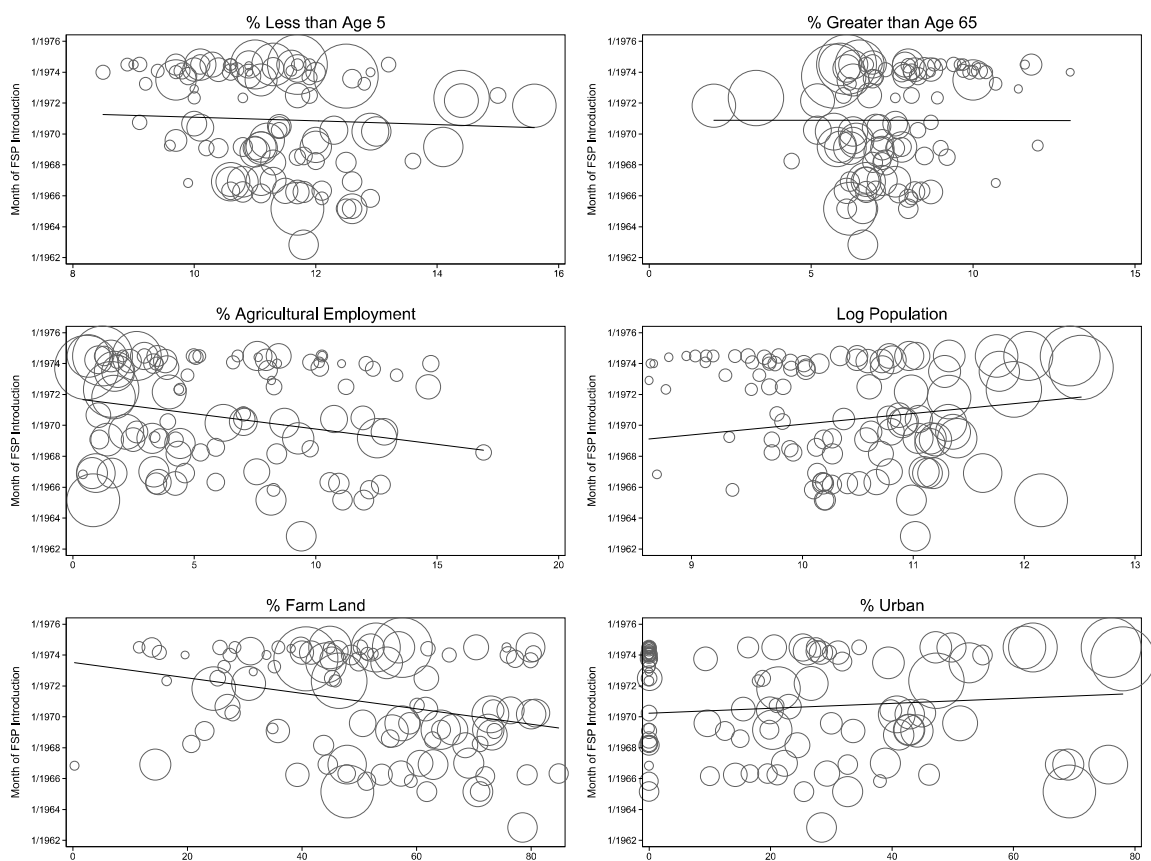 % Less than Age 5
Month of FSP Introduction
1/1976
1/1974
1/1972
1/1970
1/1968
1/1966
1/1964
1/1962
8 10 12 14 16
% Greater than Age 65
Month of FSP Introduction
1/1976
1/1974
1/1972
1/1970
1/1968
1/1966
1/1964
1/1962
0 5 10 15
% Agricultural Employment
Month of FSP Introduction
1/1976
1/1974
1/1972
1/1970
1/1968
1/1966
1/1964
1/1962
0 5 10 15 20
Log Population
Month of FSP Introduction
1/1976
1/1974
1/1972
1/1970
1/1968
1/1966
1/1964
1/1962
9 10 11 12 13
% Farm Land
Month of FSP Introduction
1/1976
1/1974
1/1972
1/1970
1/1968
1/1966
1/1964
1/1962
0 20 40 60 80
% Urban
Month of FSP Introduction
1/1976
1/1974
1/1972
1/1970
1/1968
1/1966
1/1964
1/1962
0 20 40 60 80